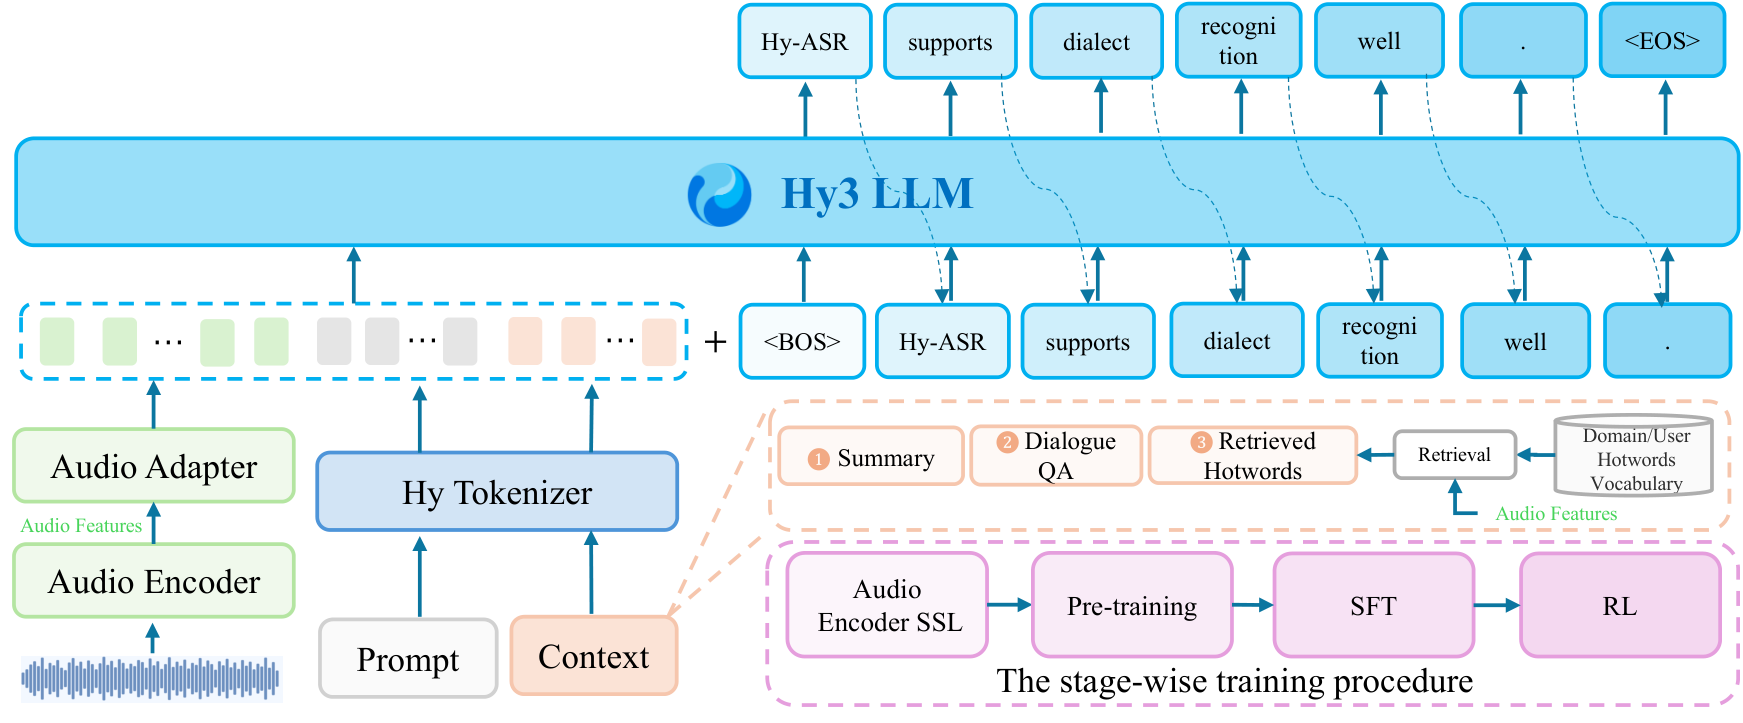 Hy-ASR
supports
dialect
recogni
tion
well
.
<EOS>
Hy3 LLM
... ... ...
+
<BOS>
Hy-ASR
supports
dialect
recogni
tion
well
.
Audio Adapter
Audio Features
Audio Encoder
Hy Tokenizer
Prompt
Context
1 Summary
2 Dialogue
QA
3 Retrieved
Hotwords
Retrieval
Domain/User
Hotwords
Vocabulary
Audio Features
Audio
Encoder SSL
Pre-training
SFT
RL
The stage-wise training procedure